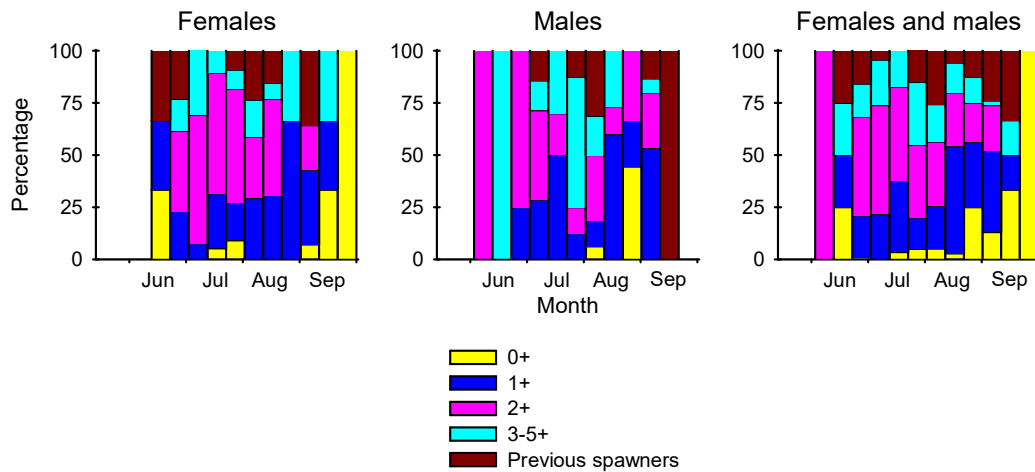 Females
Males
Females and males
Percentage
100
75
50
25
0
Jun Jul Aug Sep
100
75
50
25
0
Jun Jul Aug Sep
100
75
50
25
0
Jun Jul Aug Sep
Month
0+
1+
2+
3-5+
Previous spawners